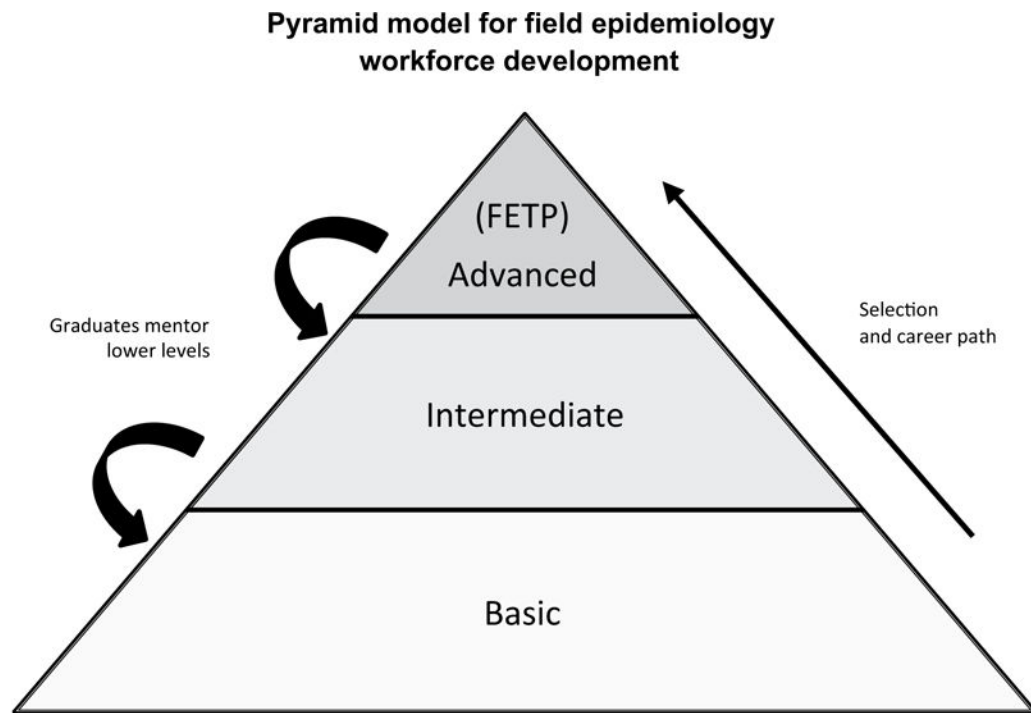 Pyramid model for field epidemiology
workforce development
(FETP)
Advanced
Graduates mentor
lower levels
Selection
and career path
Intermediate
Basic